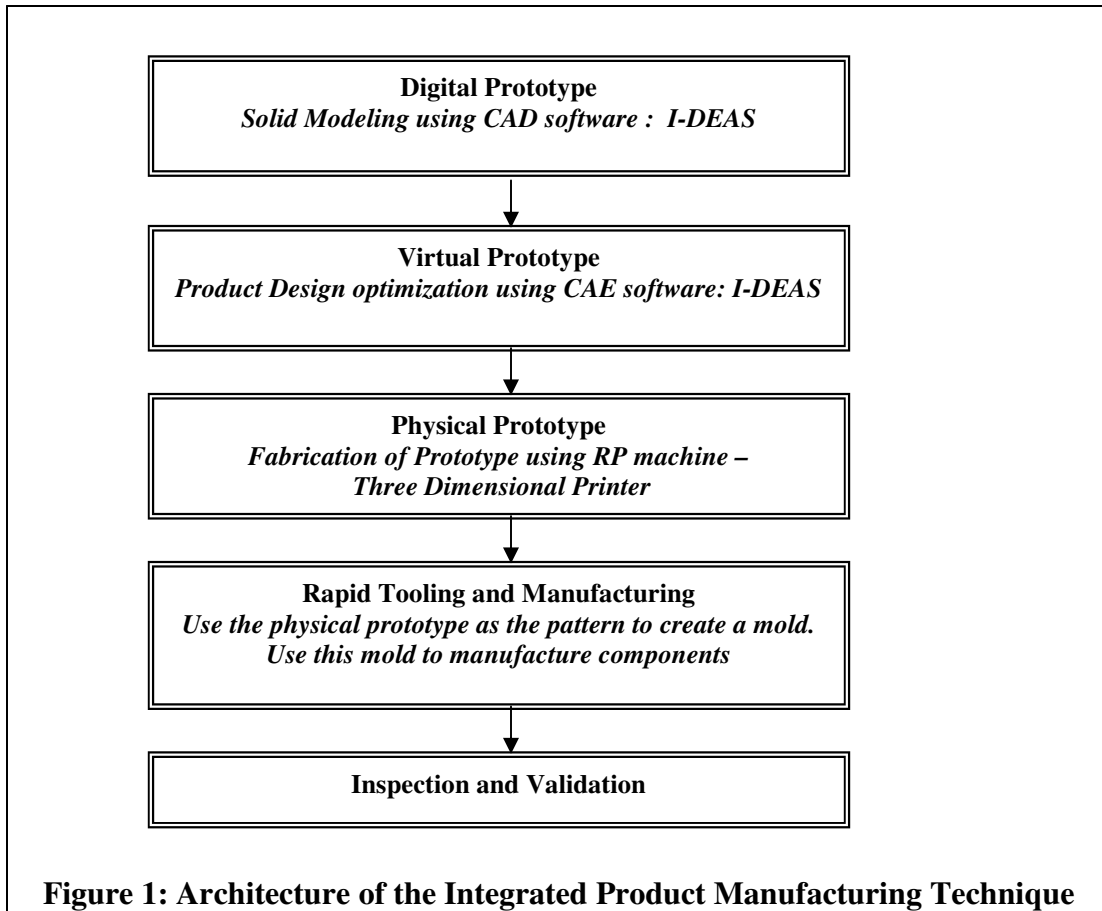 Digital Prototype
Solid Modeling using CAD software :  I-DEAS
Virtual Prototype
Product Design optimization using CAE software: I-DEAS
Physical Prototype
Fabrication of Prototype using RP machine –
Three Dimensional Printer
Rapid Tooling and Manufacturing
Use the physical prototype as the pattern to create a mold.
Use this mold to manufacture components
Inspection and Validation
Figure 1: Architecture of the Integrated Product Manufacturing Technique